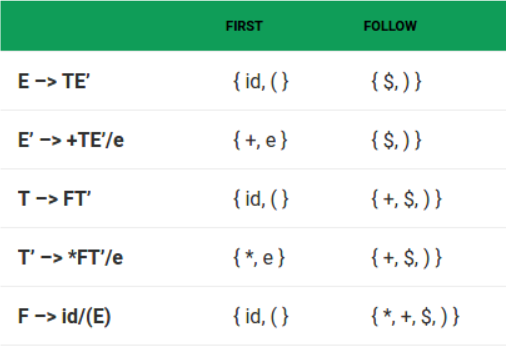 FIRST FOLLOW
E –> TE’ { id, ( } { $, ) }
E’ –> +TE’/e { +, e } { $, ) }
T –> FT’ { id, ( } { +, $, ) }
T’ –> *FT’/e { *, e } { +, $, ) }
F –> id/(E) { id, ( } { *, +, $, ) }